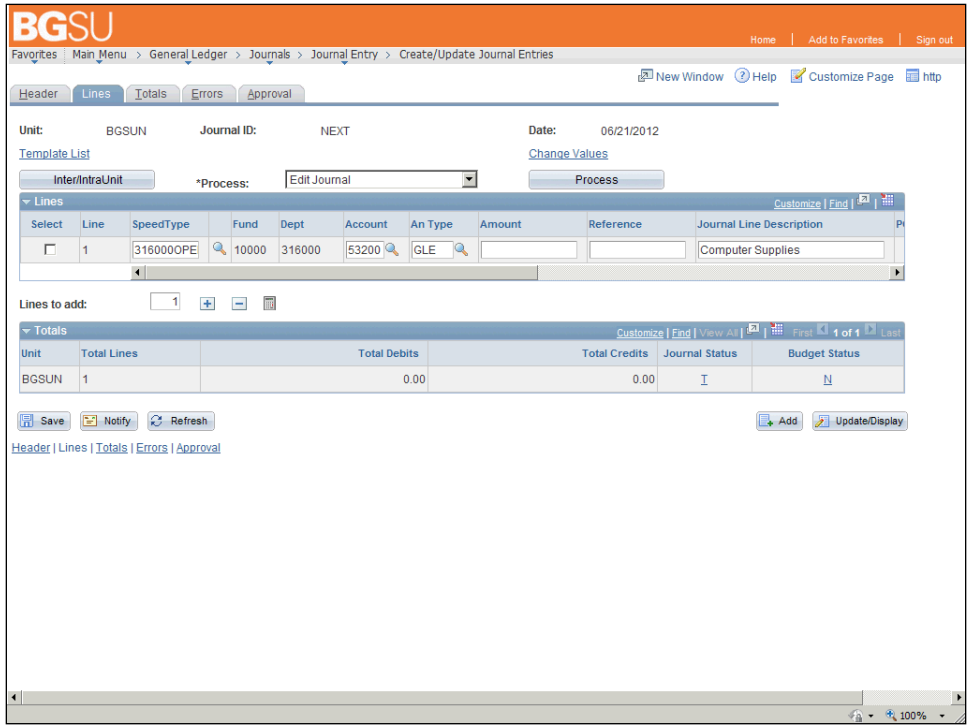 BGSU
Home | Add to Favorites | Sign out
Favorites Main Menu > General Ledger > Journals > Journal Entry > Create/Update Journal Entries
New Window Help Customize Page http
Header Lines Totals Errors Approval
Unit: BGSUN Journal ID: NEXT Date: 06/21/2012
Template List Change Values
Inter/IntraUnit *Process: Edit Journal Process
Lines Customize | Find |
Select Line SpeedType Fund Dept Account An Type Amount Reference Journal Line Description
1 316000OPE 10000 316000 53200 GLE Computer Supplies
Lines to add: 1
Totals Customize | Find | View All | First 1 of 1 Last
Unit Total Lines Total Debits Total Credits Journal Status Budget Status
BGSUN 1 0.00 0.00 T N
Save Notify Refresh Add Update/Display
Header | Lines | Totals | Errors | Approval
100%